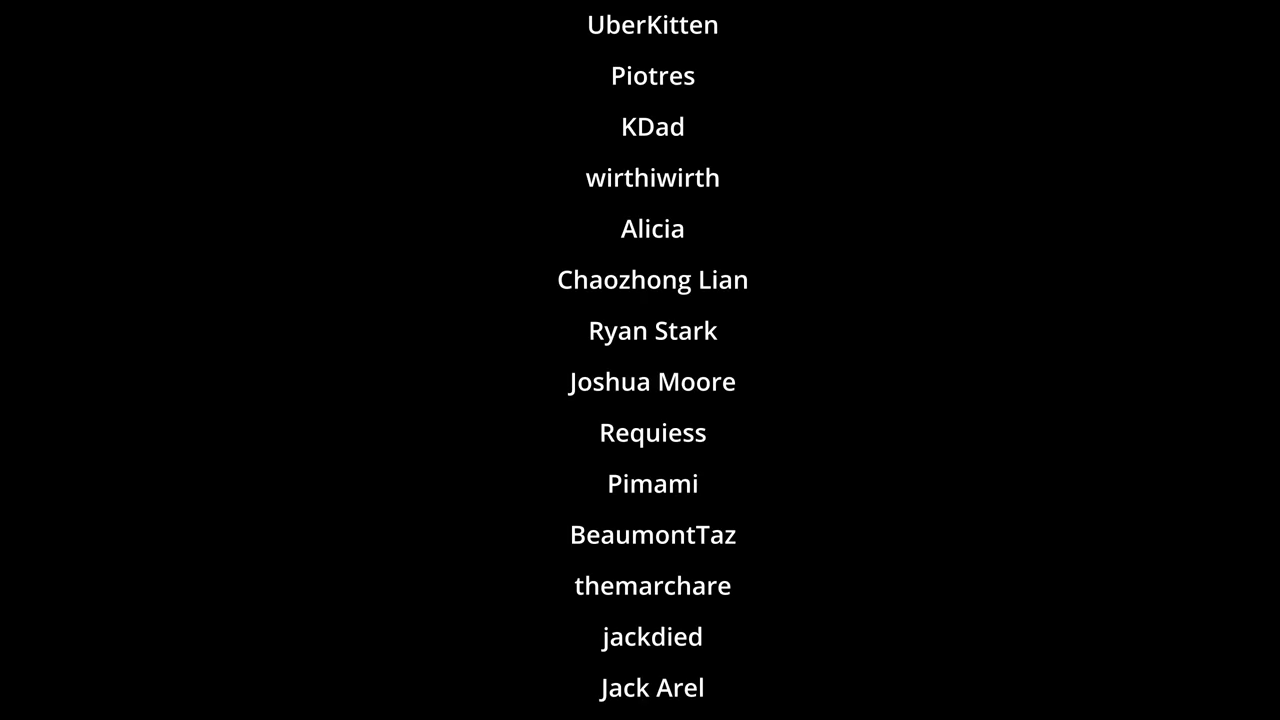 UberKitten
Piotres
KDad
wirthiwirth
Alicia
Chaozhong Lian
Ryan Stark
Joshua Moore
Requiess
Pimami
BeaumontTaz
themarchare
jackdied
Jack Arel